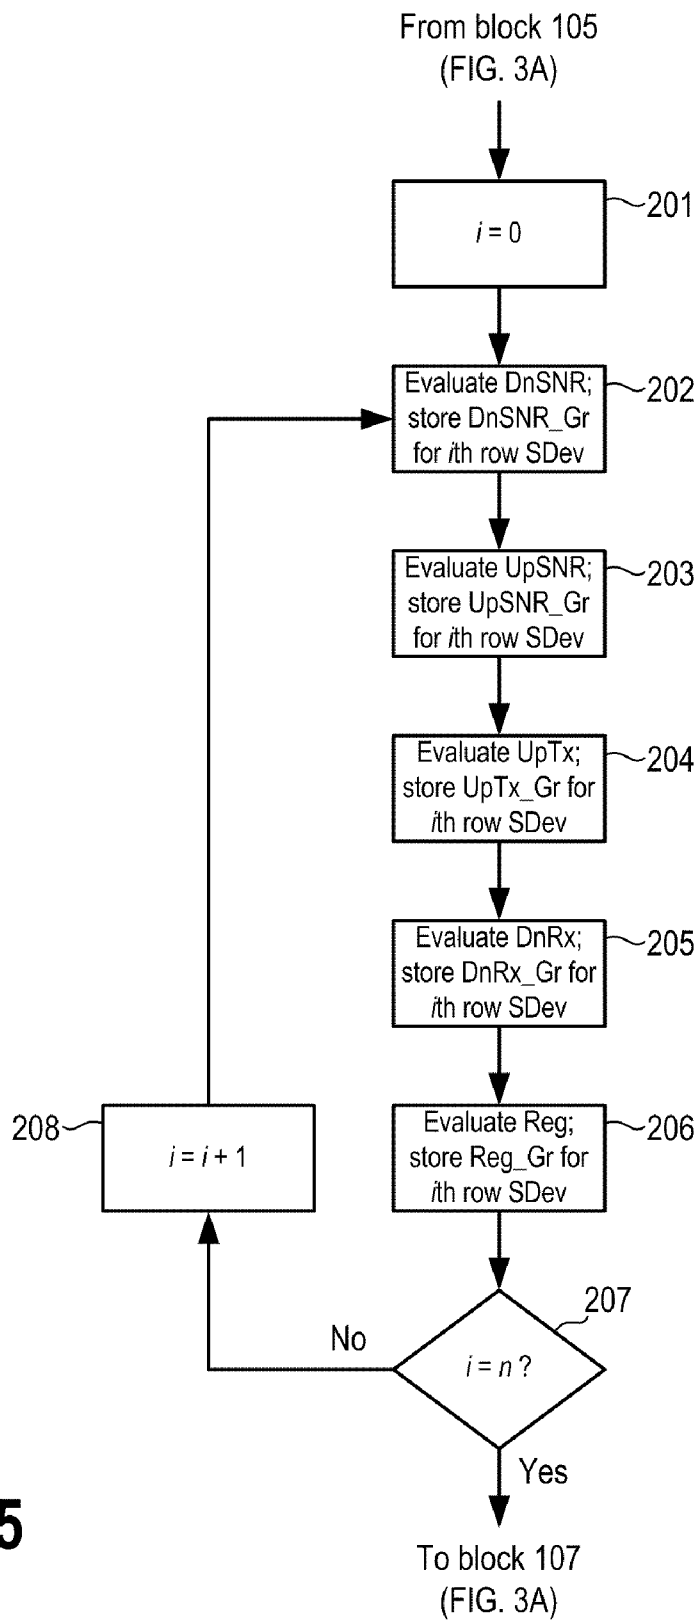 From block 105
(FIG. 3A)
201
i = 0
202
Evaluate DnSNR;
store DnSNR_Gr
for ith row SDev
203
Evaluate UpSNR;
store UpSNR_Gr
for ith row SDev
204
Evaluate UpTx;
store UpTx_Gr for
ith row SDev
205
Evaluate DnRx;
store DnRx_Gr for
ith row SDev
206
Evaluate Reg;
store Reg_Gr for
ith row SDev
208
i = i + 1
207
i = n ?
No
Yes
5
To block 107
(FIG. 3A)